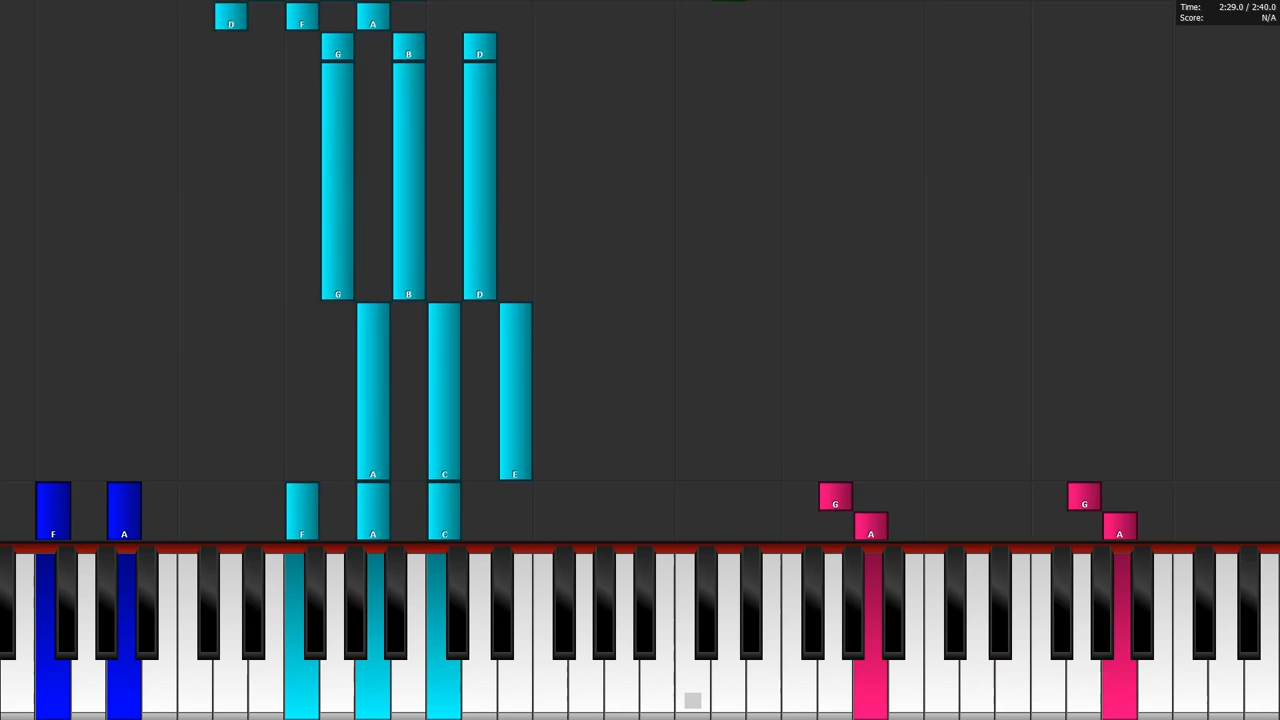 Time: 2:29.0 / 2:40.0
Score: N/A
D F A
G B D
G B D
A C E
G G
F A F A C A A